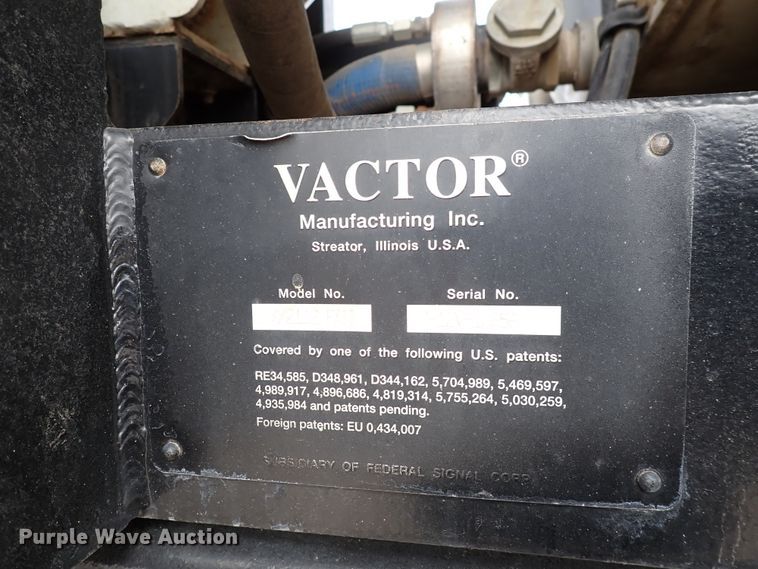 VACTOR®
Manufacturing Inc.
Streator, Illinois U.S.A.
Model No. Serial No.
Covered by one of the following U.S. patents:
RE34,585, D348,961, D344,162, 5,704,989, 5,469,597,
4,989,917, 4,896,686, 4,819,314, 5,755,264, 5,030,259,
4,935,984 and patents pending.
Foreign patents: EU 0,434,007
SUBSIDIARY OF FEDERAL SIGNAL CORP.
Purple Wave Auction